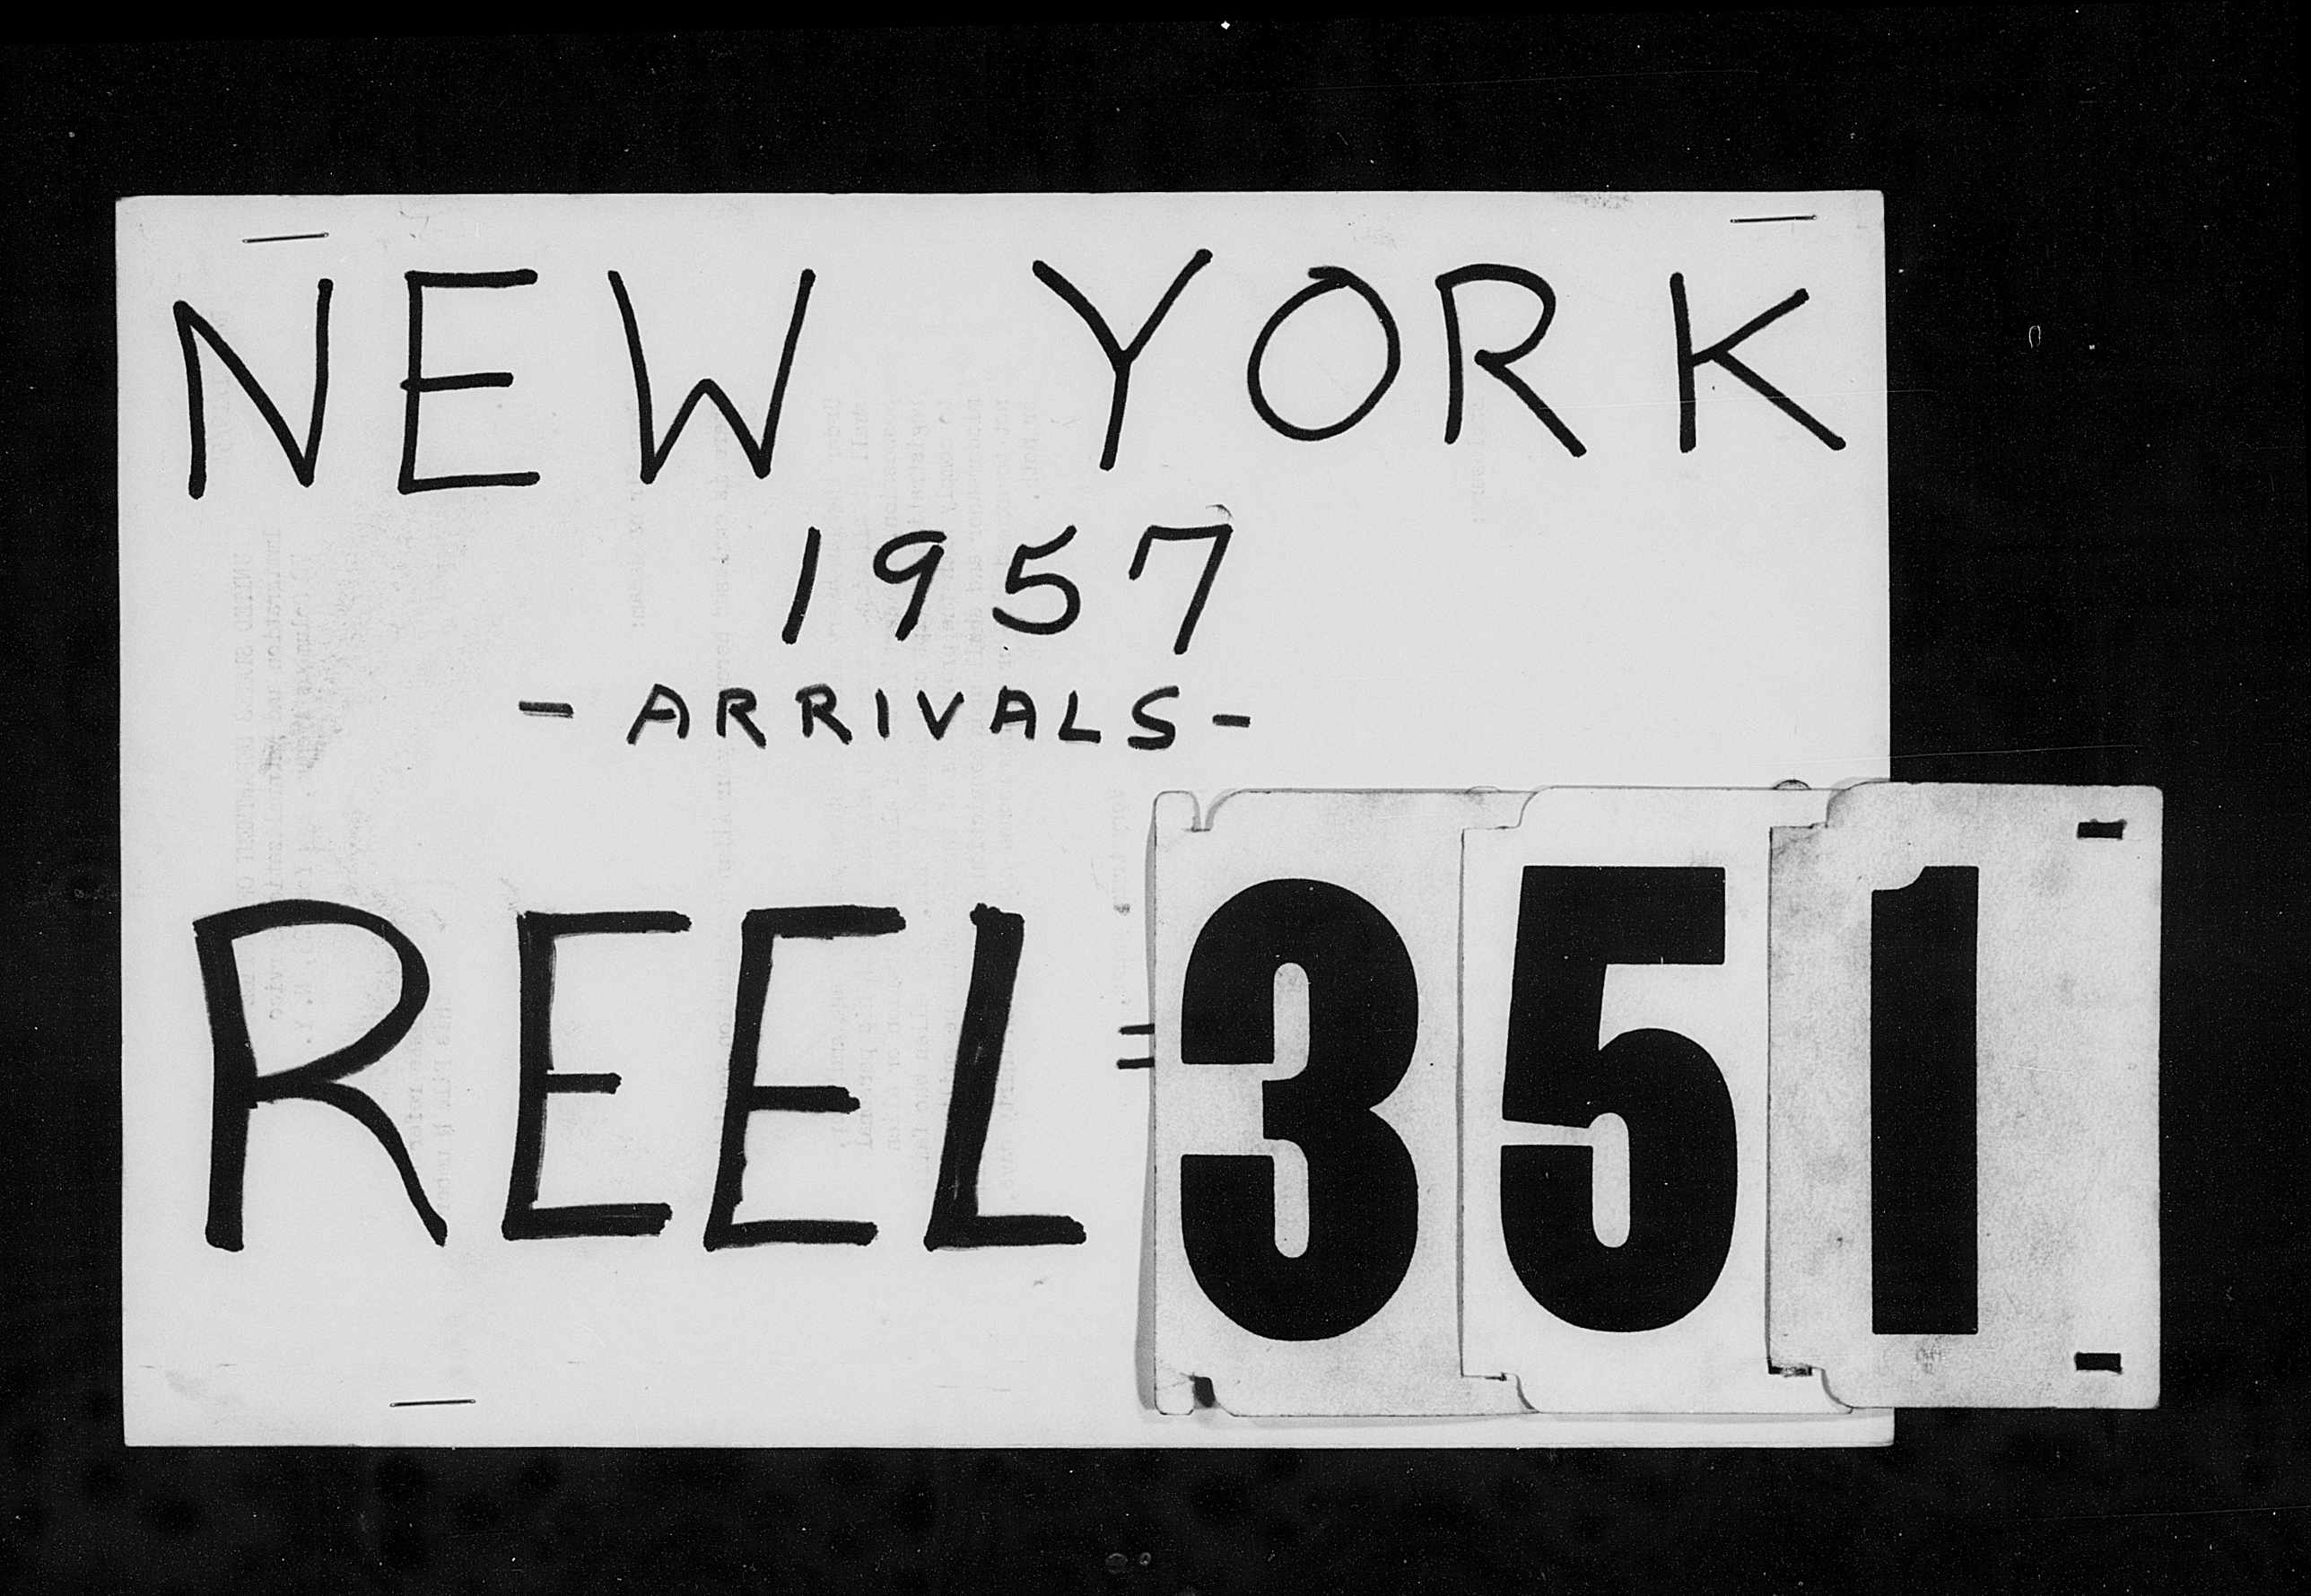 NEW YORK
1957
- ARRIVALS -
REEL = 351